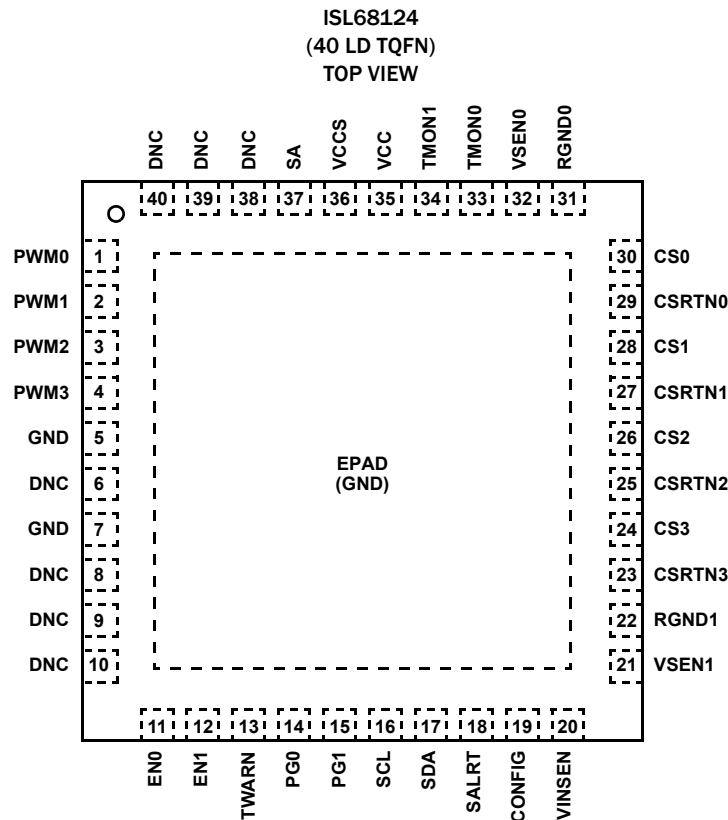 ISL68124
(40 LD TQFN)
TOP VIEW
DNC DNC DNC SA VCCS VCC TMON1 TMON0 VSEN0 RGND0
40 39 38 37 36 35 34 33 32 31
PWM0 1 30 CS0
PWM1 2 29 CSRTN0
PWM2 3 28 CS1
PWM3 4 27 CSRTN1
GND 5 26 CS2
DNC 6 25 CSRTN2
GND 7 24 CS3
DNC 8 23 CSRTN3
DNC 9 22 RGND1
DNC 10 21 VSEN1
EPAD
(GND)
11 12 13 14 15 16 17 18 19 20
EN0 EN1 TWARN PG0 PG1 SCL SDA SALRT CONFIG VINSEN